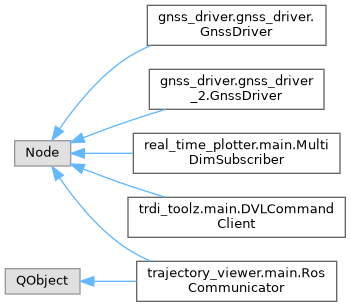 gnss_driver.gnss_driver.
GnssDriver
gnss_driver.gnss_driver
_2.GnssDriver
Node
real_time_plotter.main.Multi
DimSubscriber
trdi_toolz.main.DVLCommand
Client
QObject
trajectory_viewer.main.Ros
Communicator